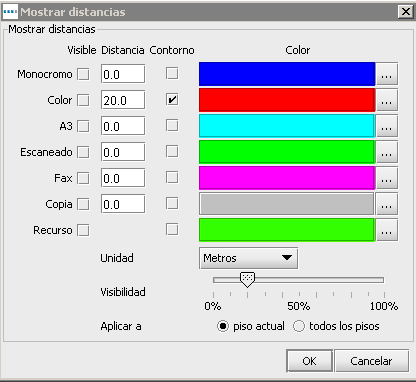 Mostrar distancias
Mostrar distancias
Visible Distancia Contorno Color
Monocromo 0.0 ...
Color 20.0 ...
A3 0.0 ...
Escaneado 0.0 ...
Fax 0.0 ...
Copia 0.0 ...
Recurso ...
Unidad Metros
Visibilidad
0% 50% 100%
Aplicar a piso actual todos los pisos
OK Cancelar